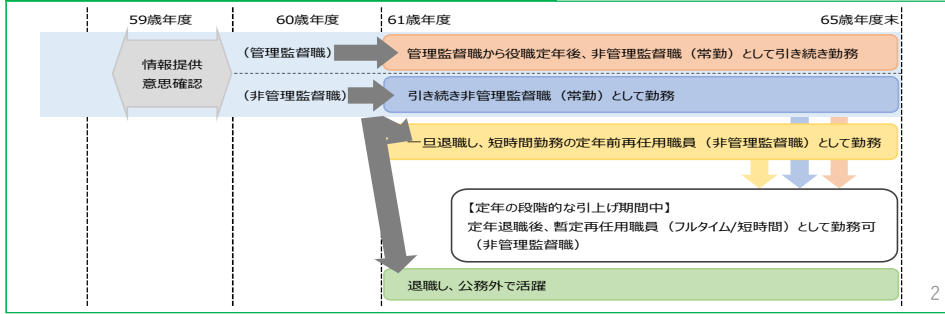 59歳年度
60歳年度
61歳年度
65歳年度末
情報提供
意思確認
(管理監督職)
管理監督職から役職定年後、非管理監督職(常勤)として引き続き勤務
(非管理監督職)
引き続き非管理監督職(常勤)として勤務
一旦退職し、短時間勤務の定年前再任用職員(非管理監督職)として勤務
【定年の段階的な引上げ期間中】
定年退職後、暫定再任用職員(フルタイム/短時間)として勤務可
(非管理監督職)
退職し、公務外で活躍
2